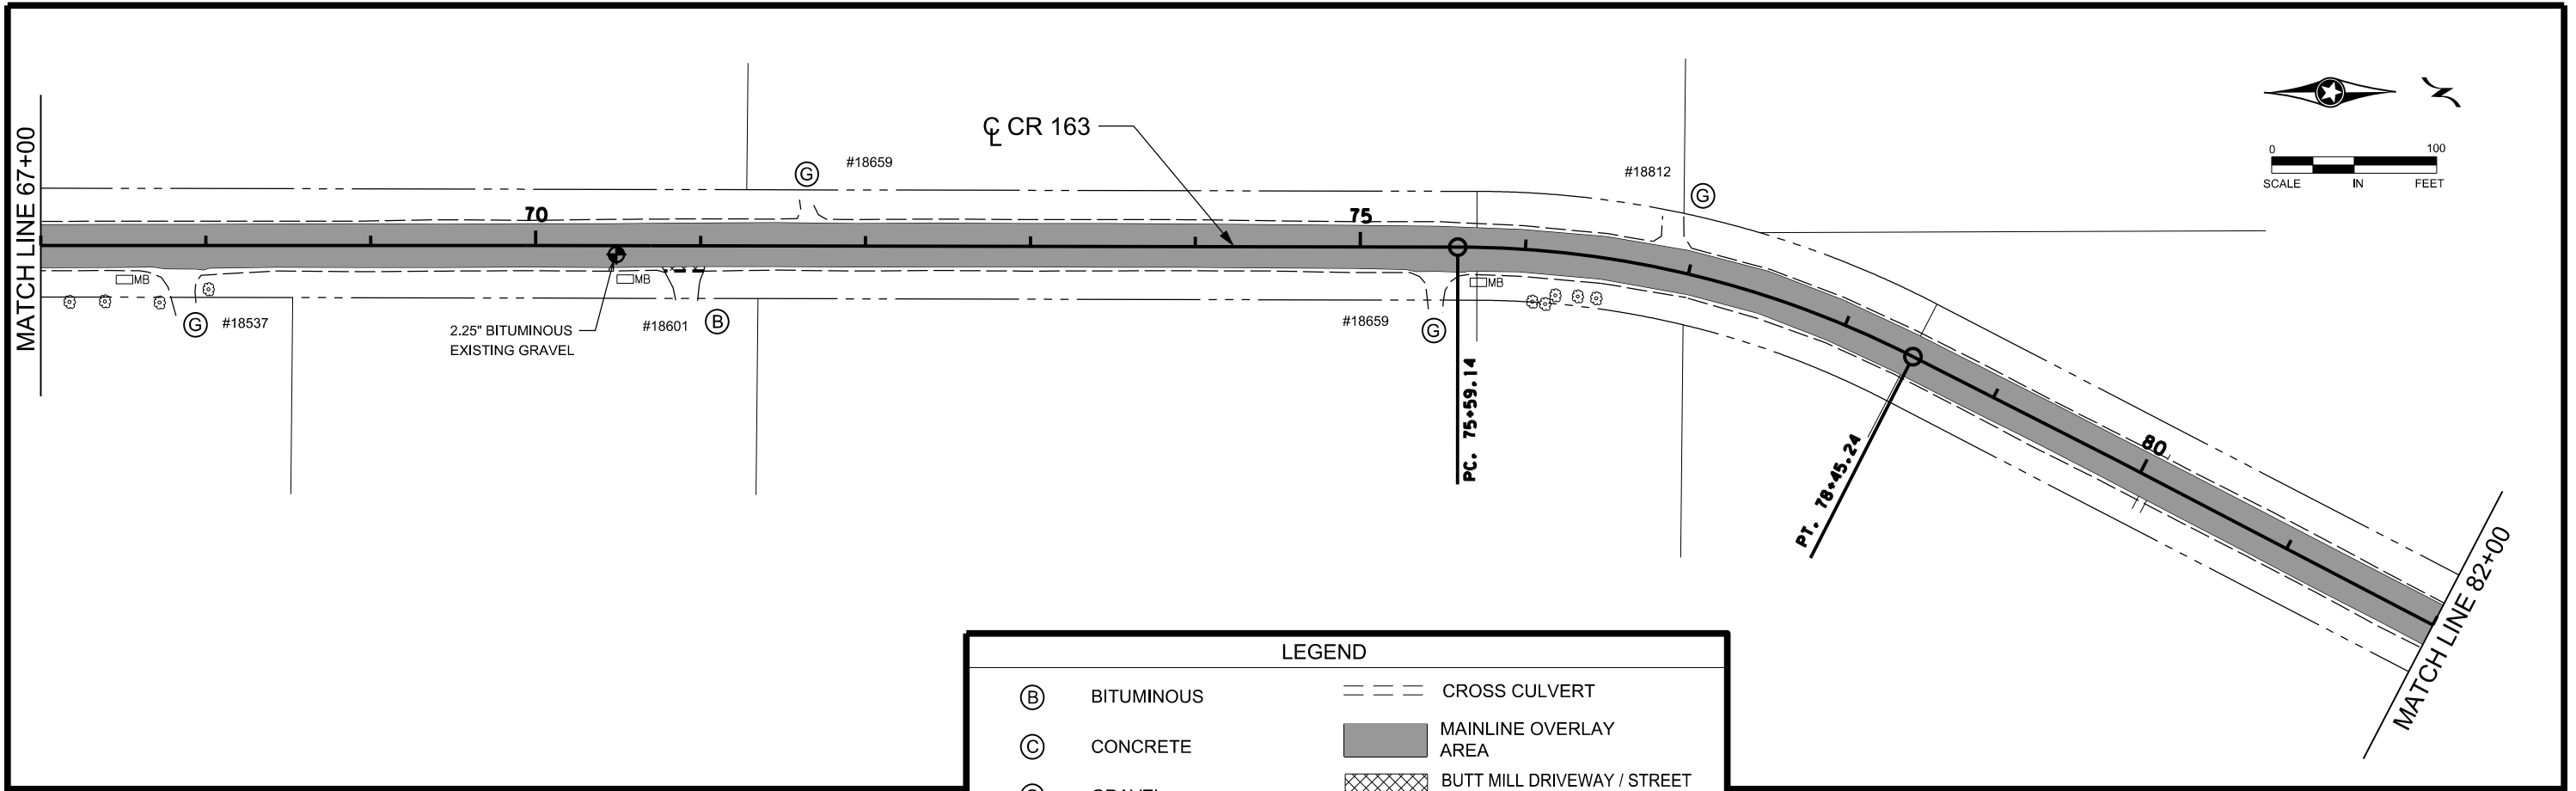 MATCH LINE 67+00
℄ CR 163
#18659
#18812
0 100
SCALE IN FEET
70
75
80
MB
MB
MB
G
G
G #18537
2.25" BITUMINOUS
EXISTING GRAVEL
#18601 B
#18659 G
PC. 75+59.14
PT. 78+45.24
MATCH LINE 82+00
LEGEND
B BITUMINOUS
CROSS CULVERT
C CONCRETE
MAINLINE OVERLAY
AREA
BUTT MILL DRIVEWAY / STREET